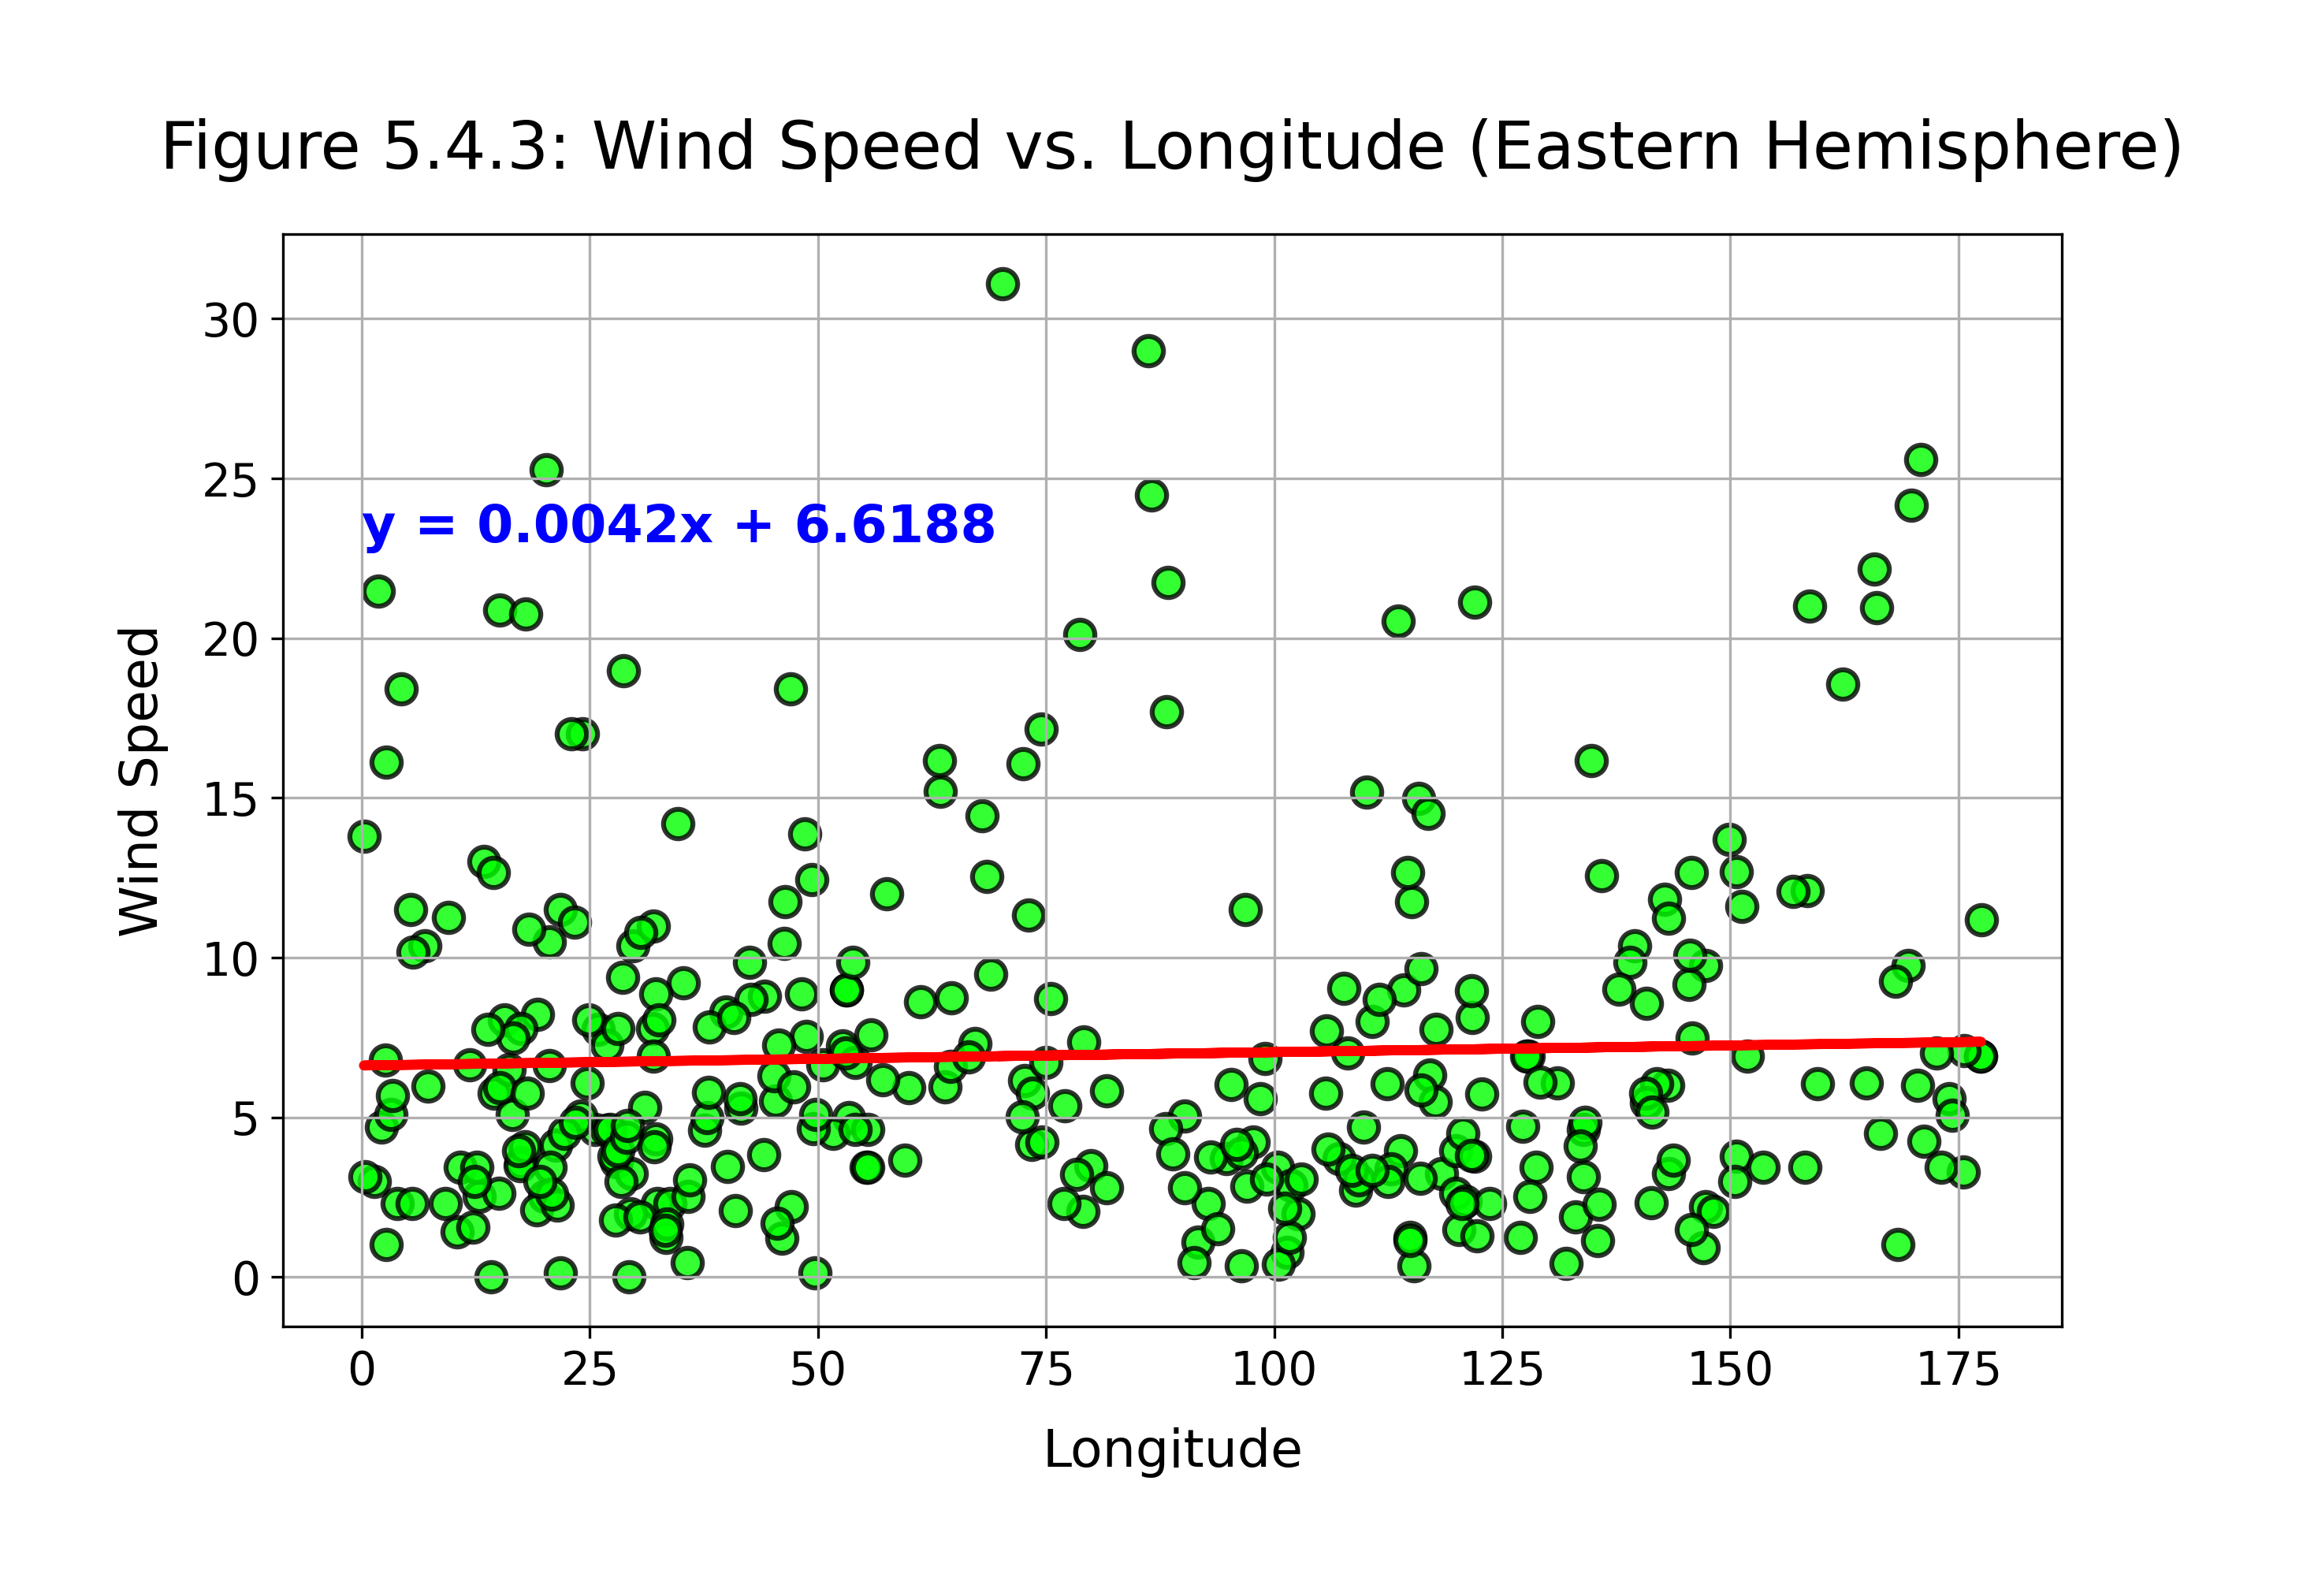 Figure 5.4.3: Wind Speed vs. Longitude (Eastern Hemisphere)
30
25
y = 0.0042x + 6.6188
20
15
10
5
0
Wind Speed
0 25 50 75 100 125 150 175
Longitude